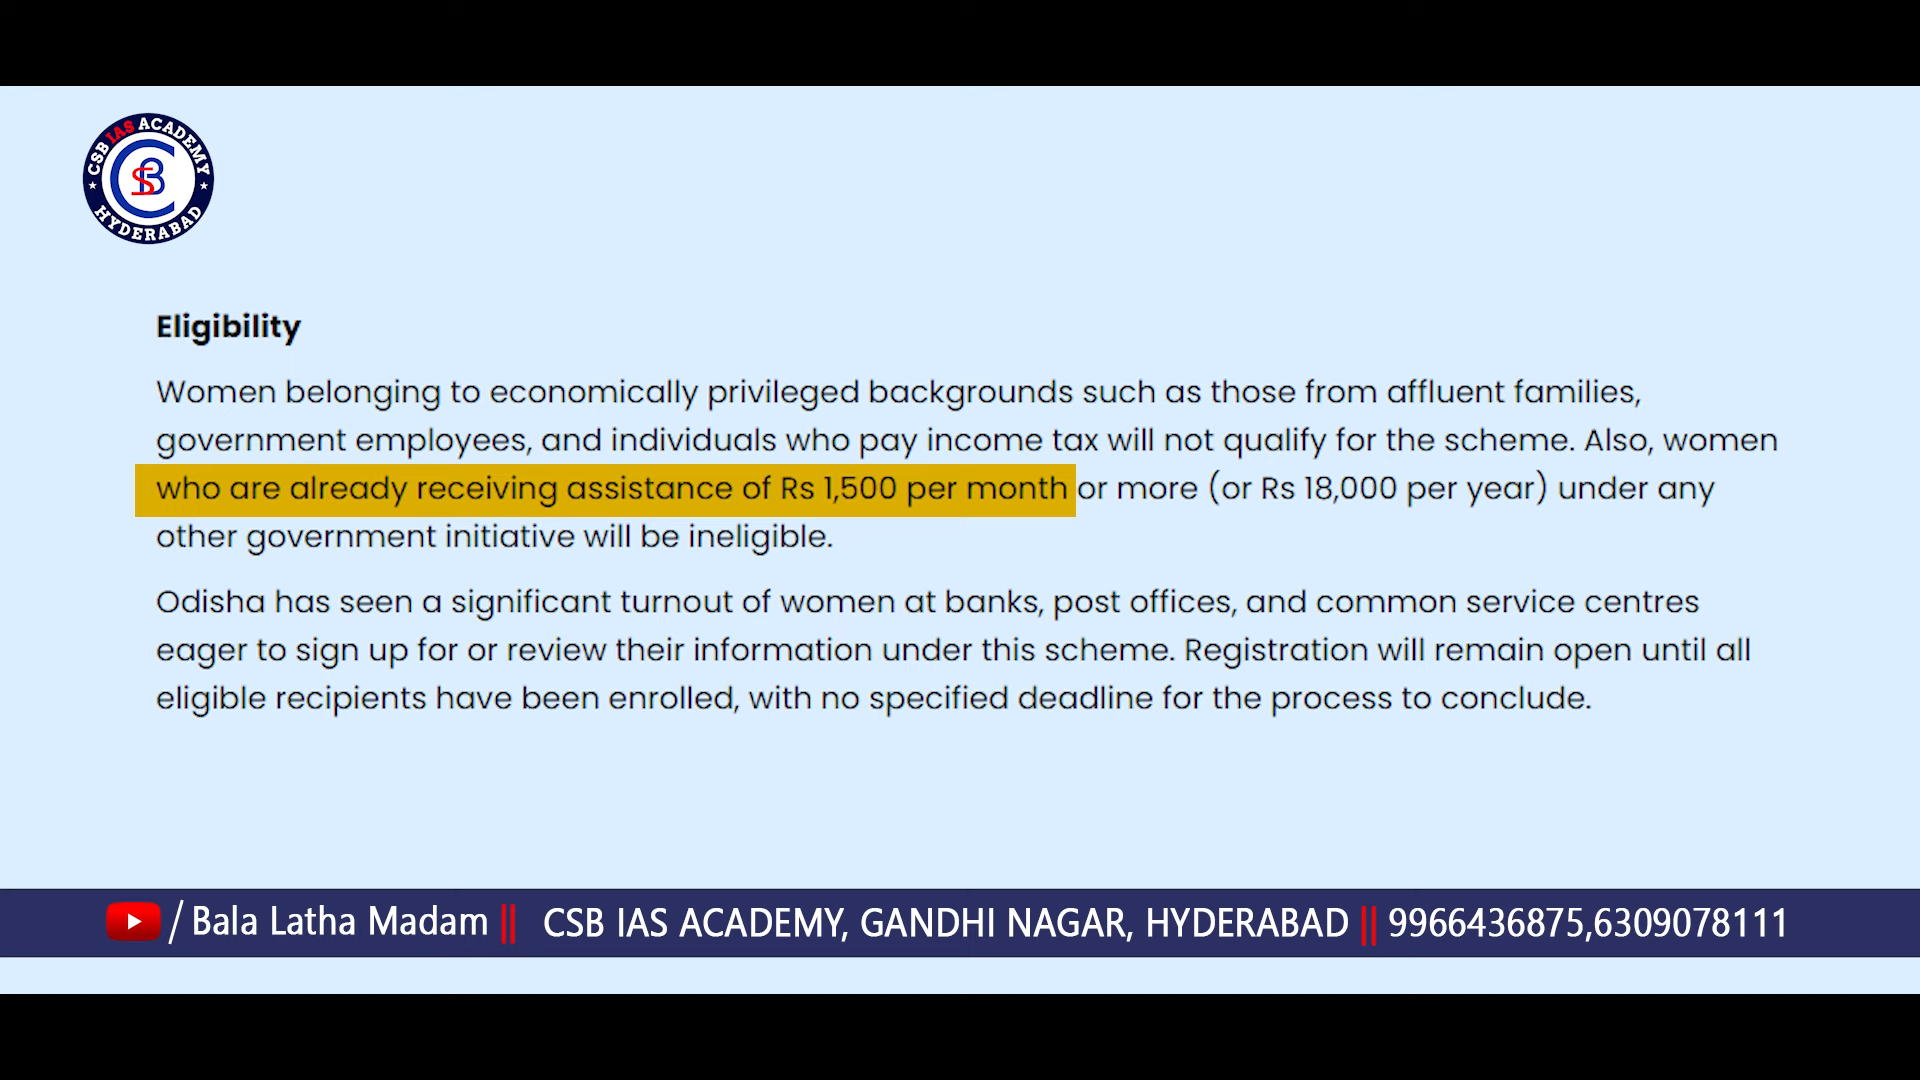 CSB IAS ACADEMY
CSB
HYDERABAD
Eligibility
Women belonging to economically privileged backgrounds such as those from affluent families,
government employees, and individuals who pay income tax will not qualify for the scheme. Also, women
who are already receiving assistance of Rs 1,500 per month or more (or Rs 18,000 per year) under any
other government initiative will be ineligible.
Odisha has seen a significant turnout of women at banks, post offices, and common service centres
eager to sign up for or review their information under this scheme. Registration will remain open until all
eligible recipients have been enrolled, with no specified deadline for the process to conclude.
/ Bala Latha Madam || CSB IAS ACADEMY, GANDHI NAGAR, HYDERABAD || 9966436875,6309078111